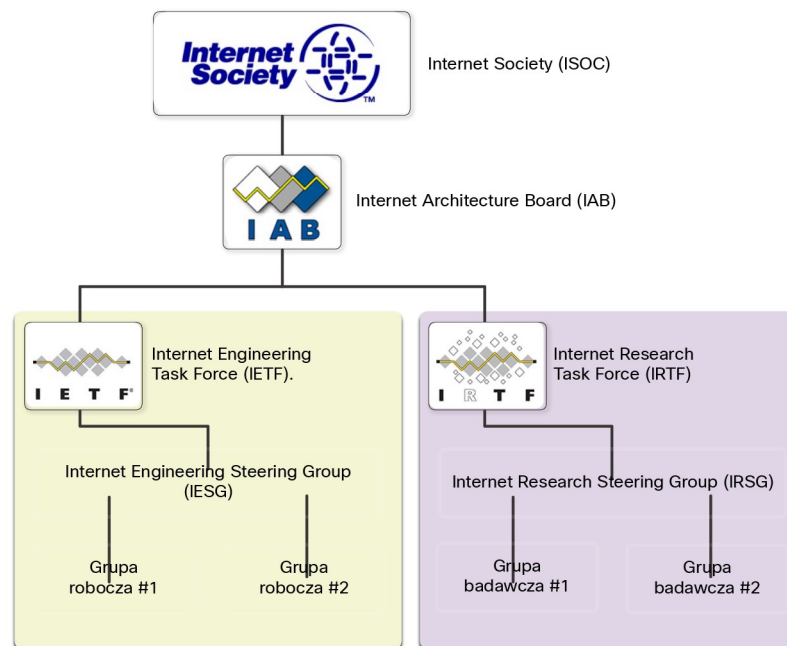 Internet
Society
TM
Internet Society (ISOC)
IAB
Internet Architecture Board (IAB)
IETF®
Internet Engineering
Task Force (IETF).
IRTF
Internet Research
Task Force (IRTF)
Internet Engineering Steering Group
(IESG)
Internet Research Steering Group (IRSG)
Grupa
robocza #1
Grupa
robocza #2
Grupa
badawcza #1
Grupa
badawcza #2